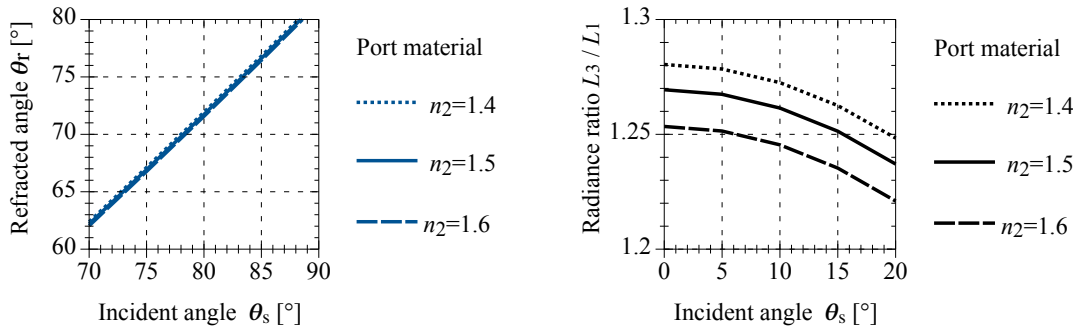 80
75
70
65
60
70 75 80 85 90
Refracted angle θr [°]
Incident angle θs [°]
Port material
n2=1.4
n2=1.5
n2=1.6
1.3
1.25
1.2
0 5 10 15 20
Radiance ratio L3 / L1
Incident angle θs [°]
Port material
n2=1.4
n2=1.5
n2=1.6